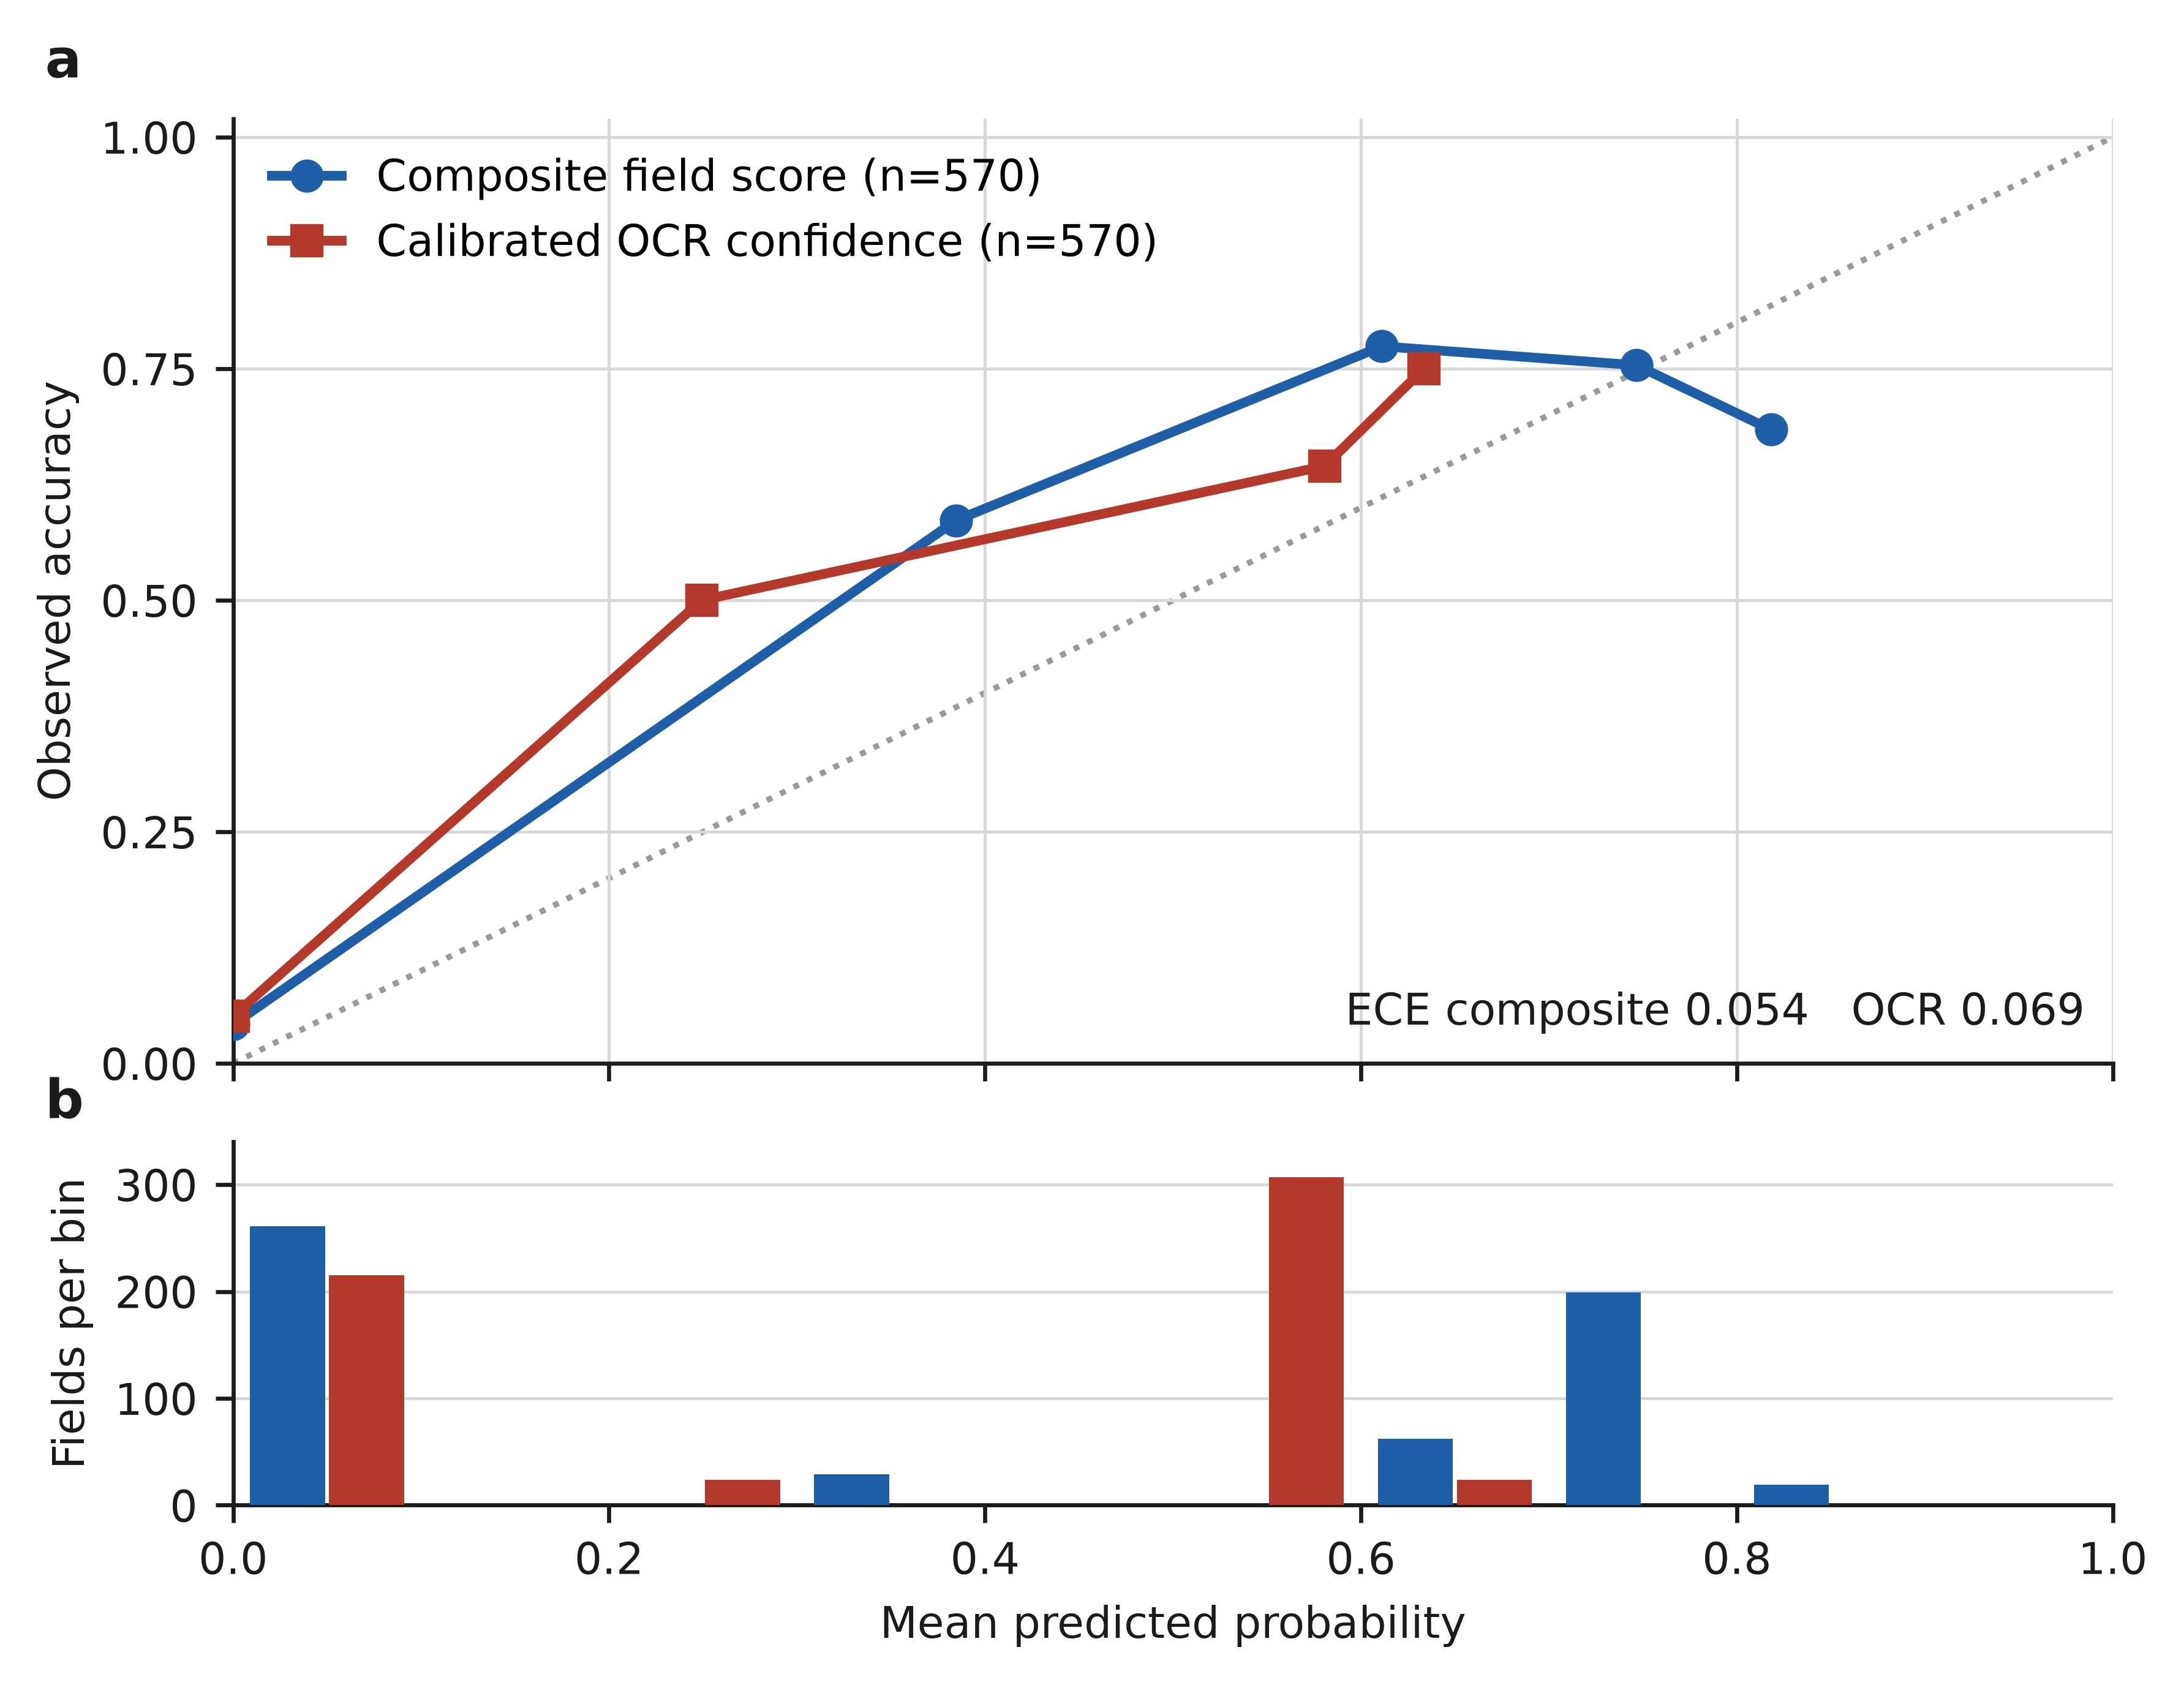 a
1.00
Composite field score (n=570)
Calibrated OCR confidence (n=570)
0.75
0.50
0.25
0.00
Observed accuracy
ECE composite 0.054 OCR 0.069
b
300
200
100
0
Fields per bin
0.0 0.2 0.4 0.6 0.8 1.0
Mean predicted probability